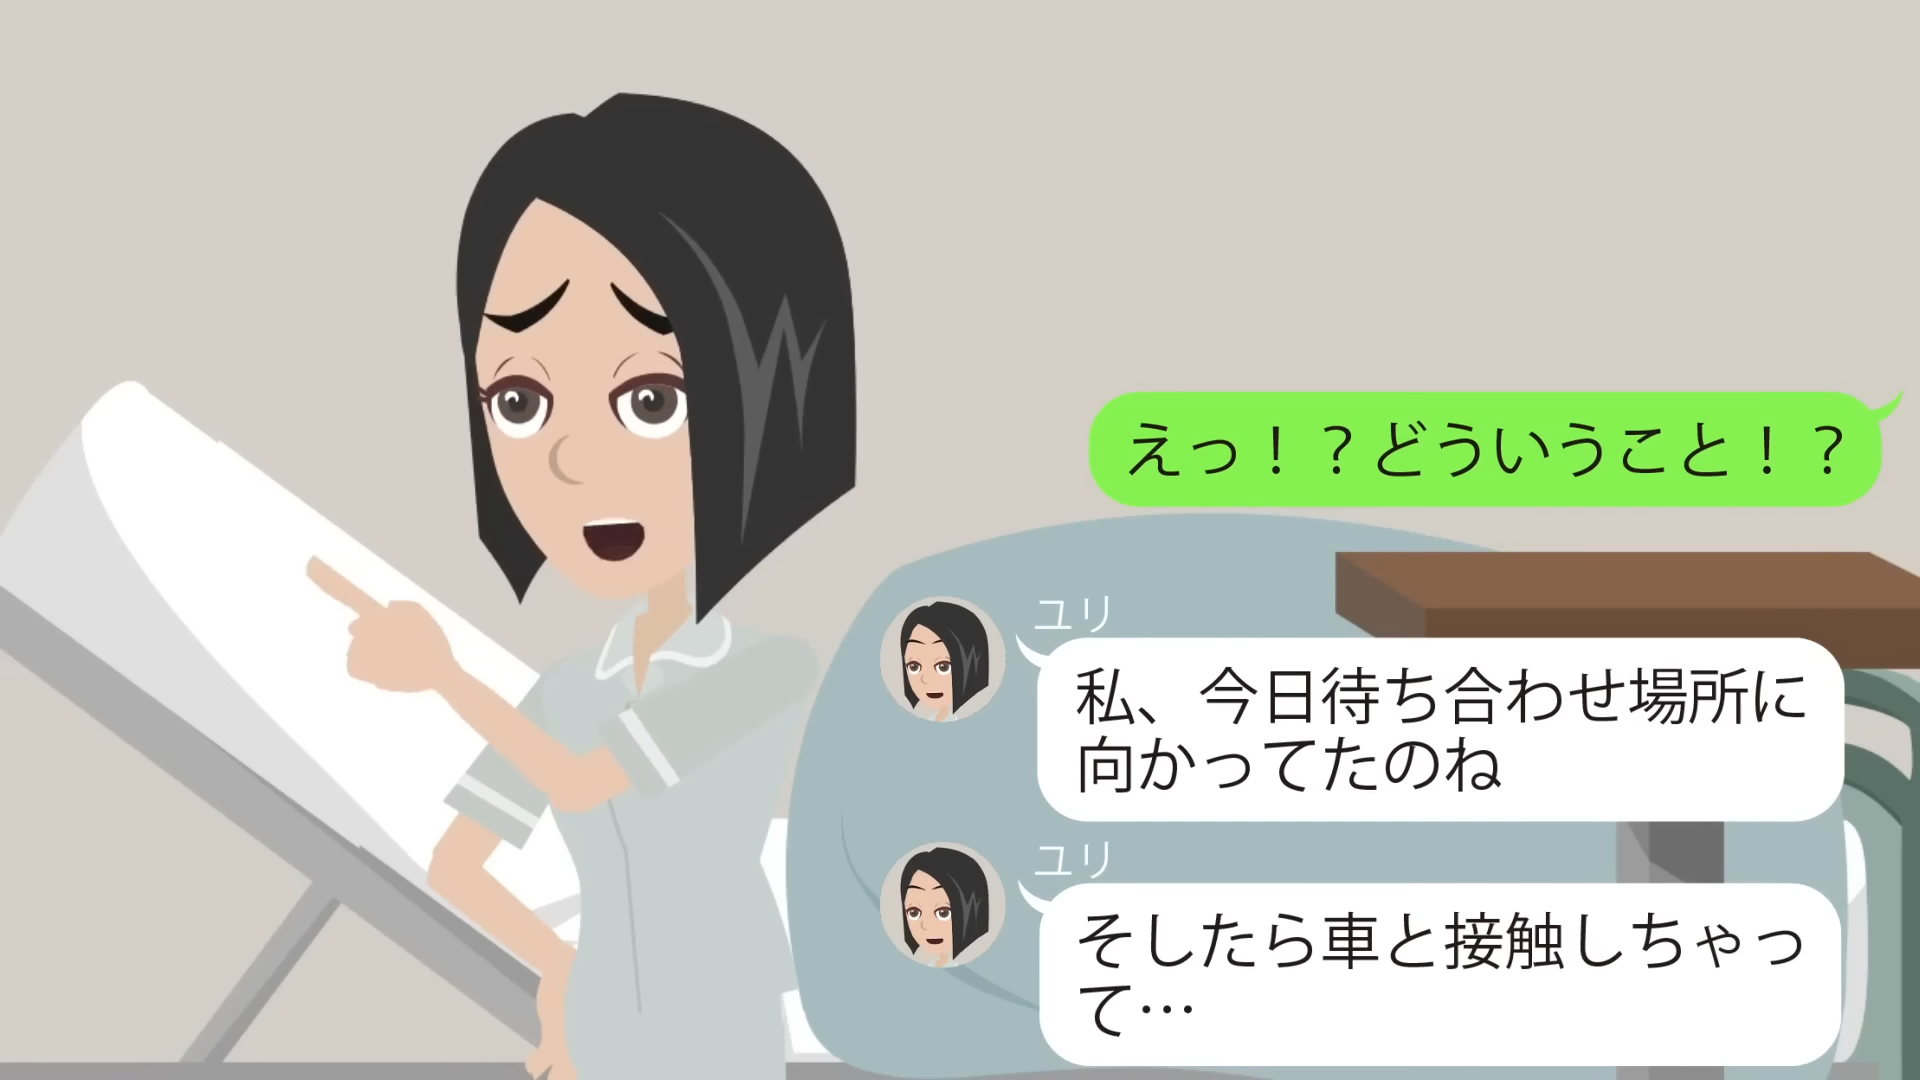 えっ！？どういうこと！？
ユリ
私、今日待ち合わせ場所に
向かってたのね
ユリ
そしたら車と接触しちゃっ
て…